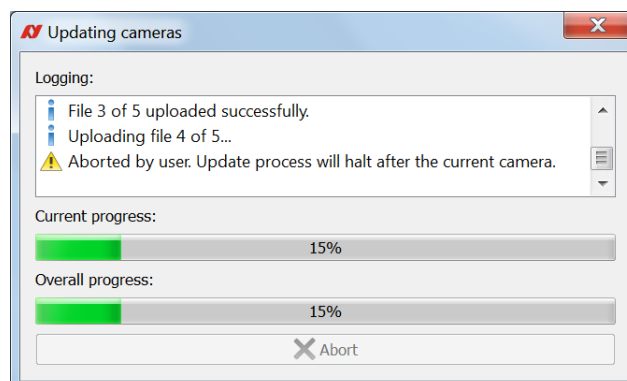 Updating cameras
Logging:
File 3 of 5 uploaded successfully.
Uploading file 4 of 5...
Aborted by user. Update process will halt after the current camera.
Current progress:
15%
Overall progress:
15%
Abort